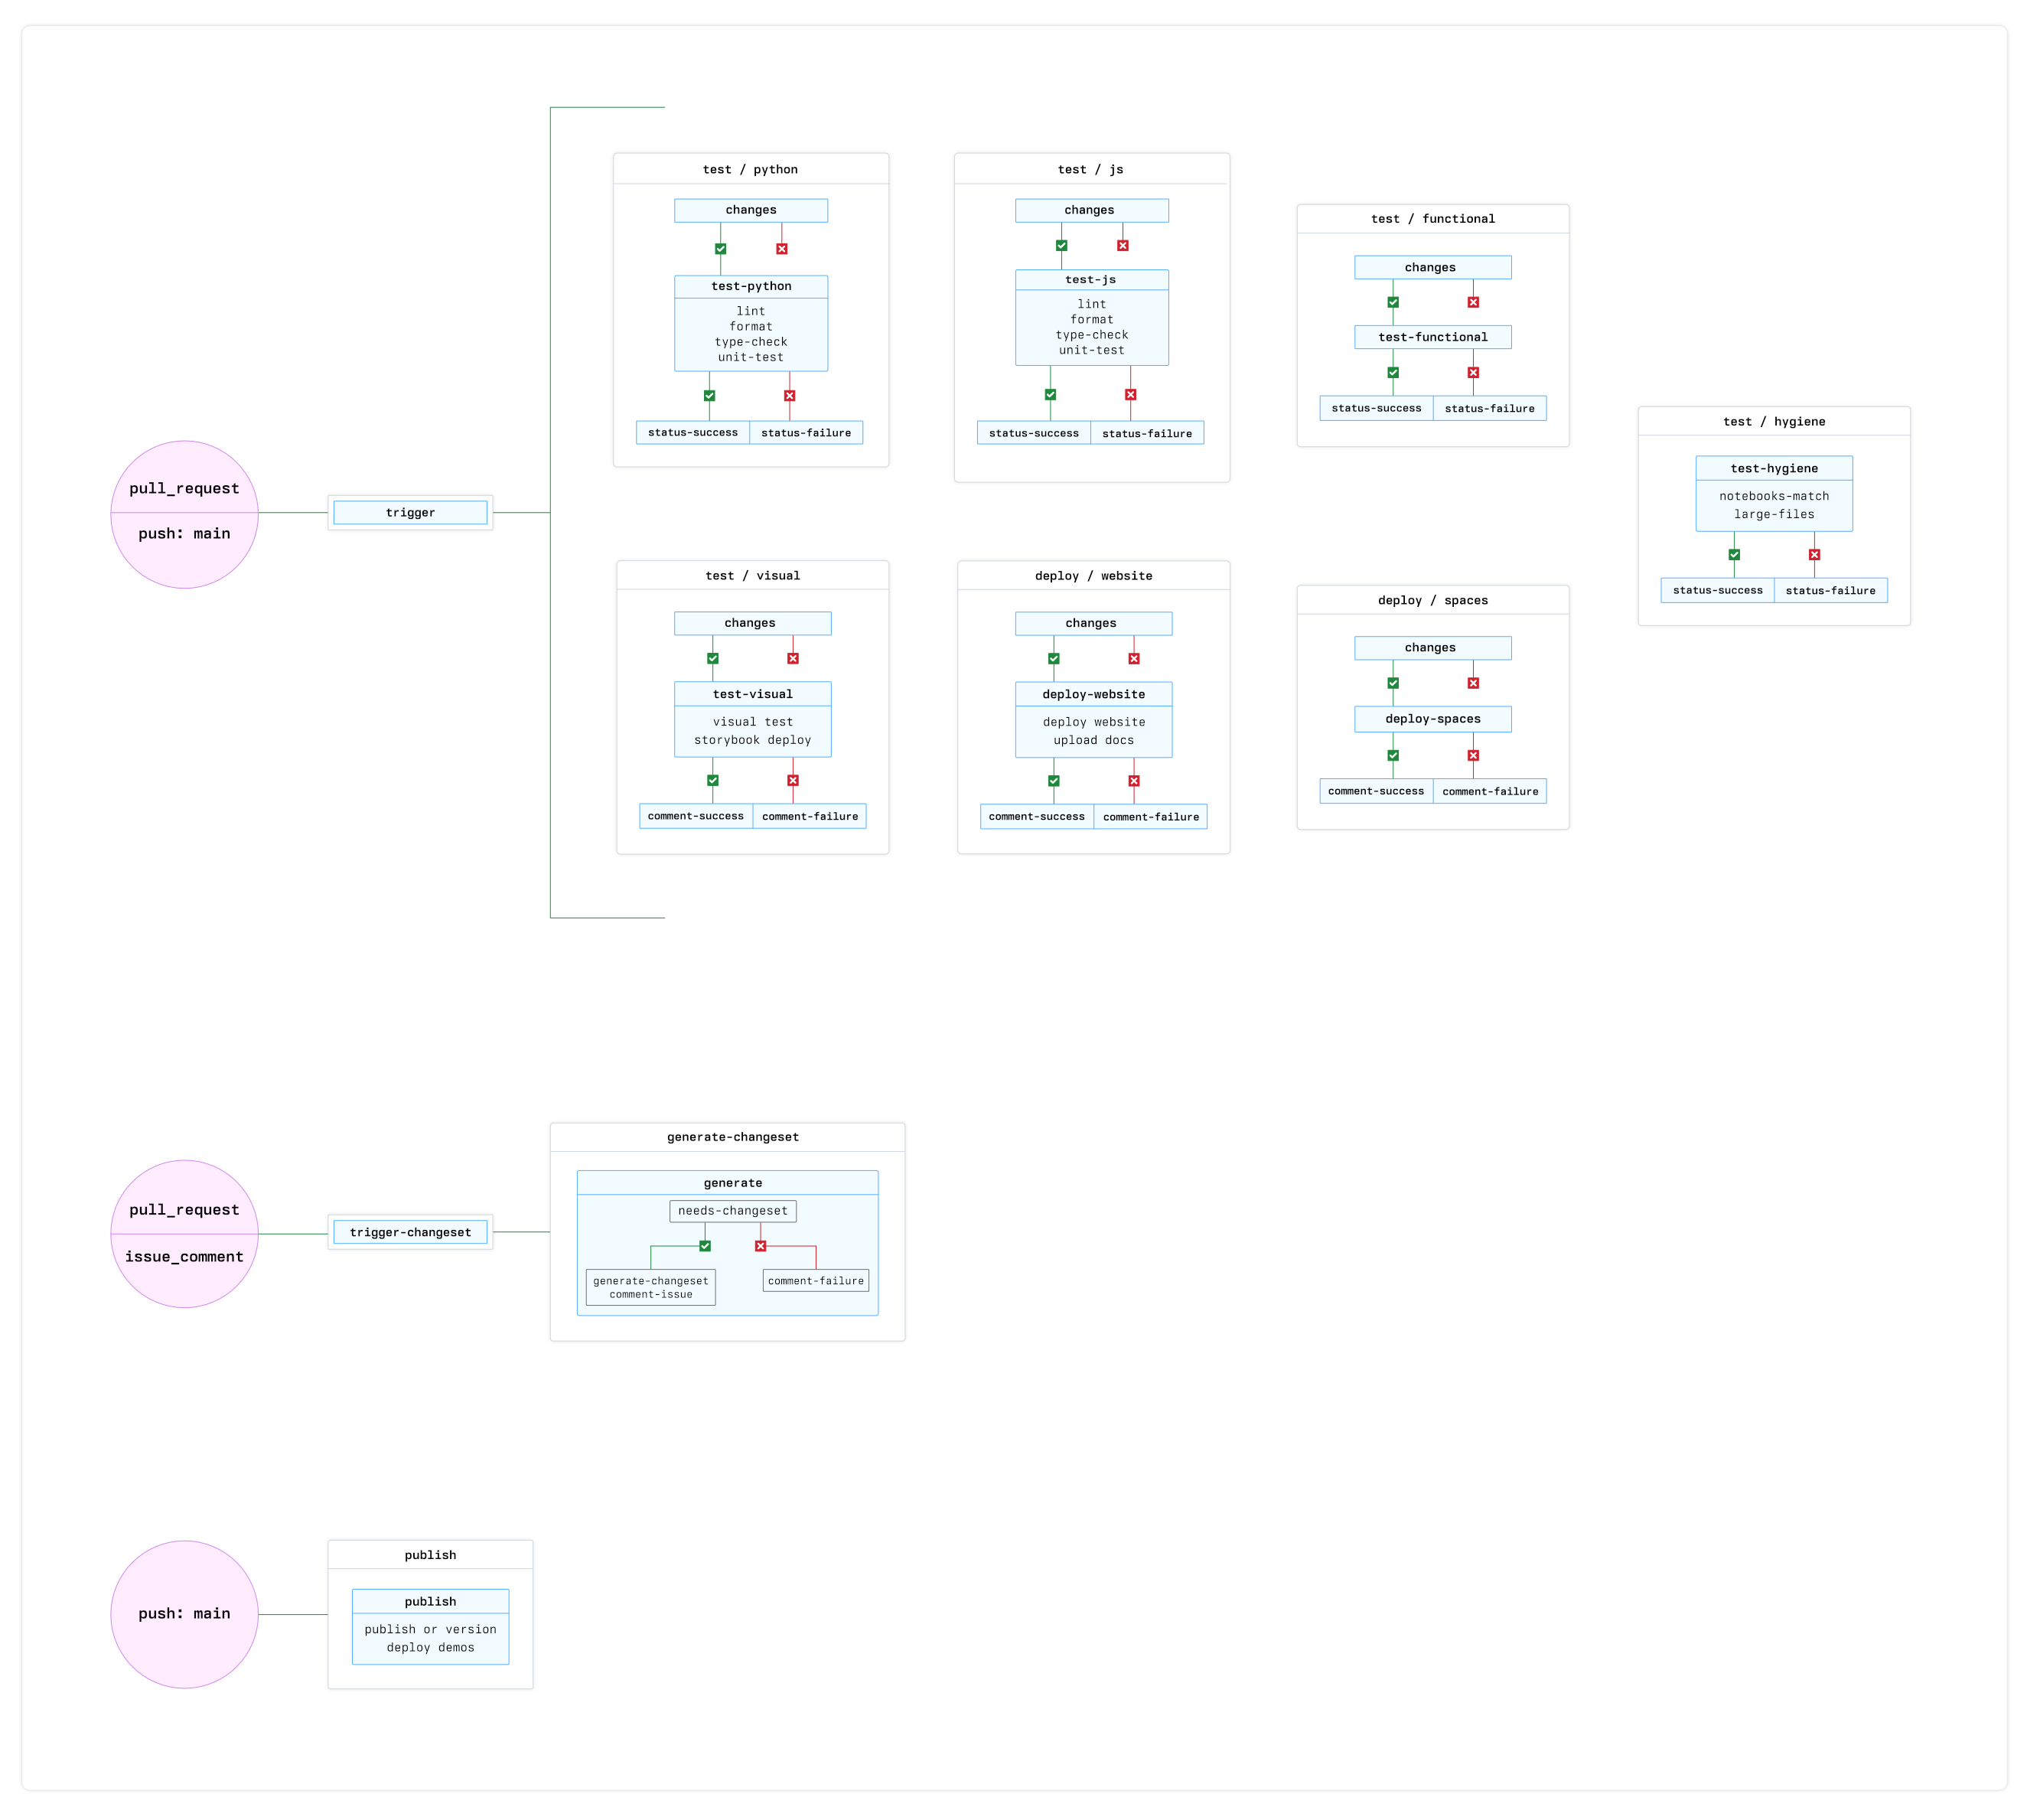 pull_request
push: main
trigger
test / python
changes
test-python
lint
format
type-check
unit-test
status-success
status-failure
test / js
changes
test-js
lint
format
type-check
unit-test
status-success
status-failure
test / functional
changes
test-functional
status-success
status-failure
test / hygiene
test-hygiene
notebooks-match
large-files
status-success
status-failure
test / visual
changes
test-visual
visual test
storybook deploy
comment-success
comment-failure
deploy / website
changes
deploy-website
deploy website
upload docs
comment-success
comment-failure
deploy / spaces
changes
deploy-spaces
comment-success
comment-failure
pull_request
issue_comment
trigger-changeset
generate-changeset
generate
needs-changeset
generate-changeset
comment-issue
comment-failure
push: main
publish
publish
publish or version
deploy demos